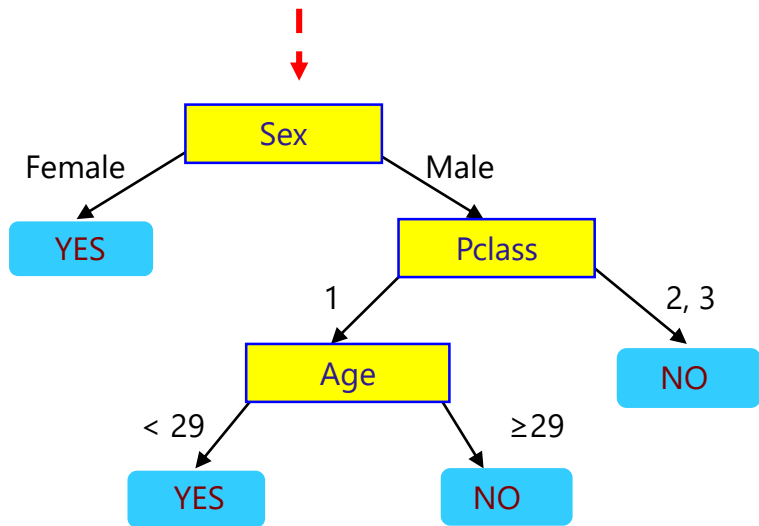 Sex
Female
Male
YES
Pclass
1
2, 3
Age
NO
< 29
≥29
YES
NO